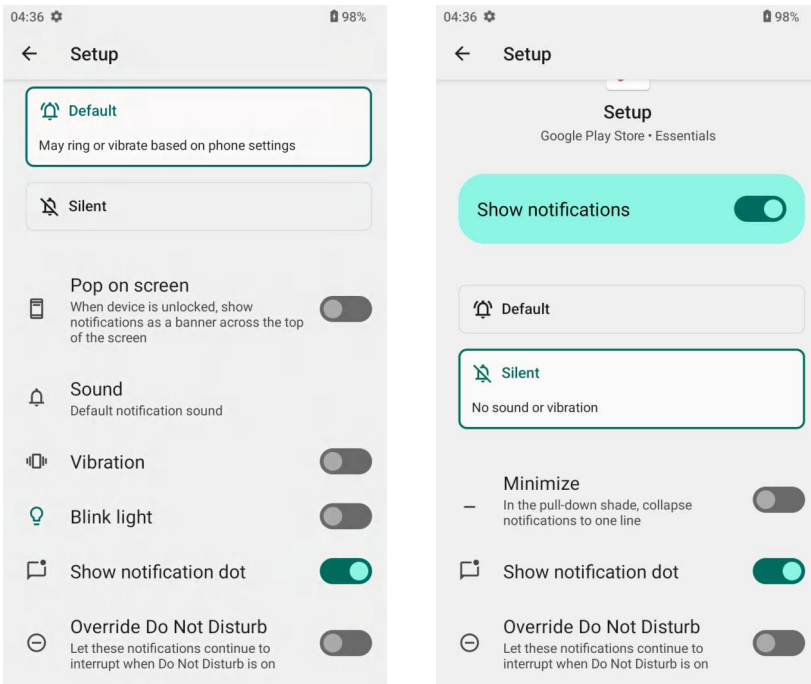 04:36 98%
Setup
Default
May ring or vibrate based on phone settings
Silent
Pop on screen
When device is unlocked, show
notifications as a banner across the top
of the screen
Sound
Default notification sound
Vibration
Blink light
Show notification dot
Override Do Not Disturb
Let these notifications continue to
interrupt when Do Not Disturb is on
04:36 98%
Setup
Setup
Google Play Store • Essentials
Show notifications
Default
Silent
No sound or vibration
Minimize
In the pull-down shade, collapse
notifications to one line
Show notification dot
Override Do Not Disturb
Let these notifications continue to
interrupt when Do Not Disturb is on